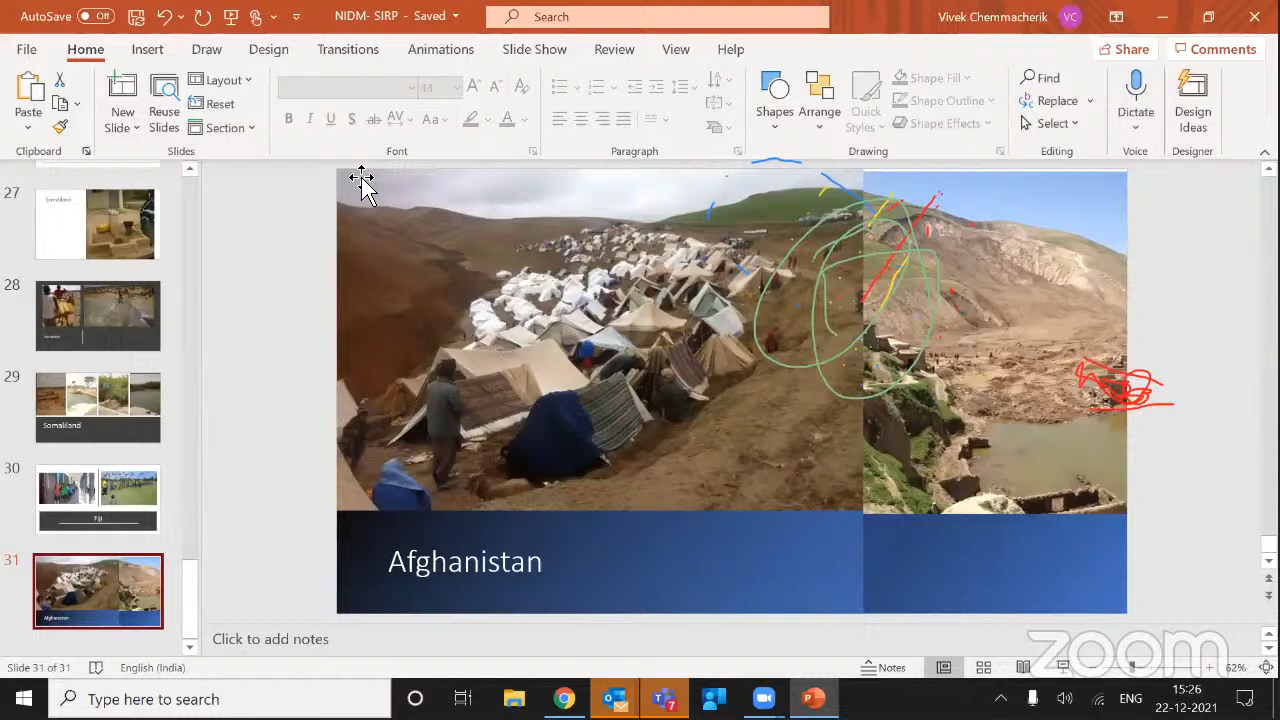 AutoSave Off NIDM- SIRP - Saved Search Vivek Chemmacherik VC
File Home Insert Draw Design Transitions Animations Slide Show Review View Help Share Comments
Paste New Slide Reuse Slides Layout Reset Section 44 Shapes Arrange Quick Styles Shape Fill Shape Outline Shape Effects Find Replace Select Dictate Design Ideas
Clipboard Slides Font Paragraph Drawing Editing Voice Designer
27 Somaliland
28
29 Somaliland
30 Fiji
31 Afghanistan
Afghanistan
Click to add notes
zoom
Slide 31 of 31 English (India) Notes 62%
Type here to search ENG 15:26 22-12-2021